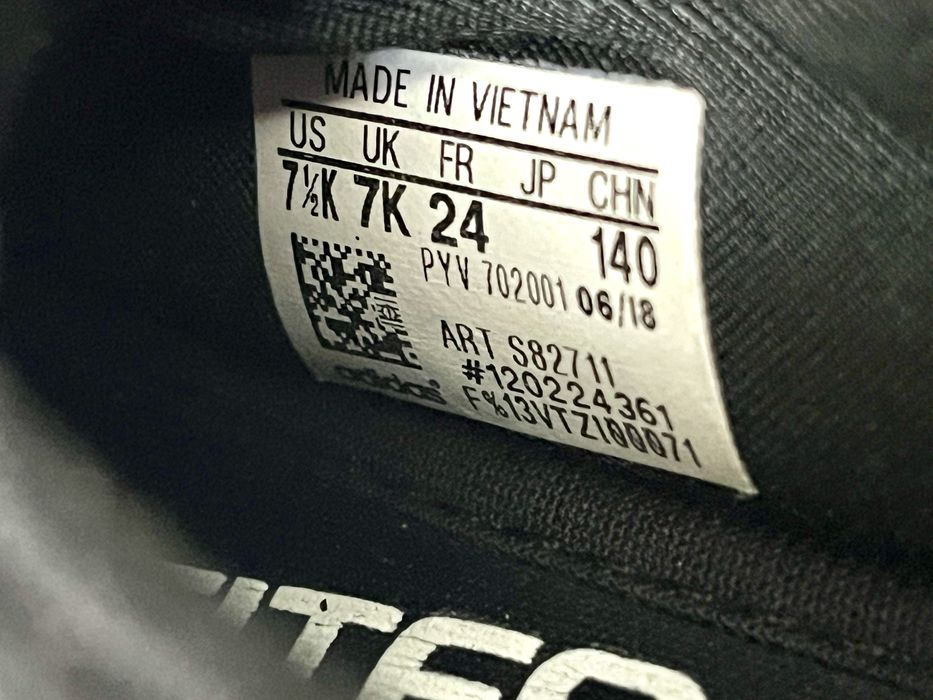 MADE IN VIETNAM
US UK FR JP CHN
7½K 7K 24 140
PYV 702001 06/18
ART S82711
#120224361
F%13VTZ100071
adidas